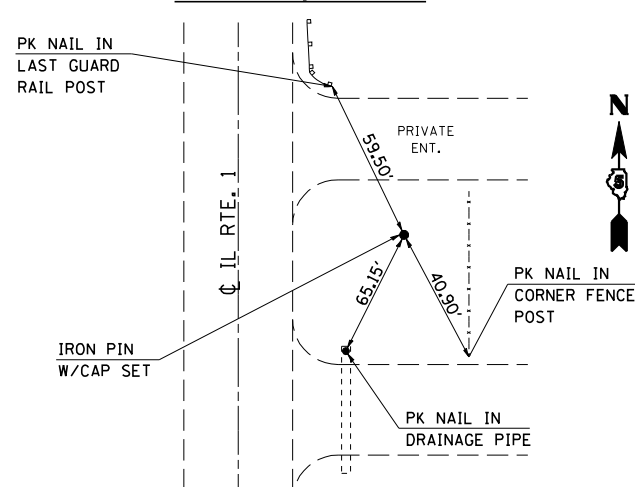 PK NAIL IN
LAST GUARD
RAIL POST
PRIVATE
ENT.
N
5
59.50'
℄ IL RTE. 1
65.15'
40.90'
PK NAIL IN
CORNER FENCE
POST
IRON PIN
W/CAP SET
PK NAIL IN
DRAINAGE PIPE